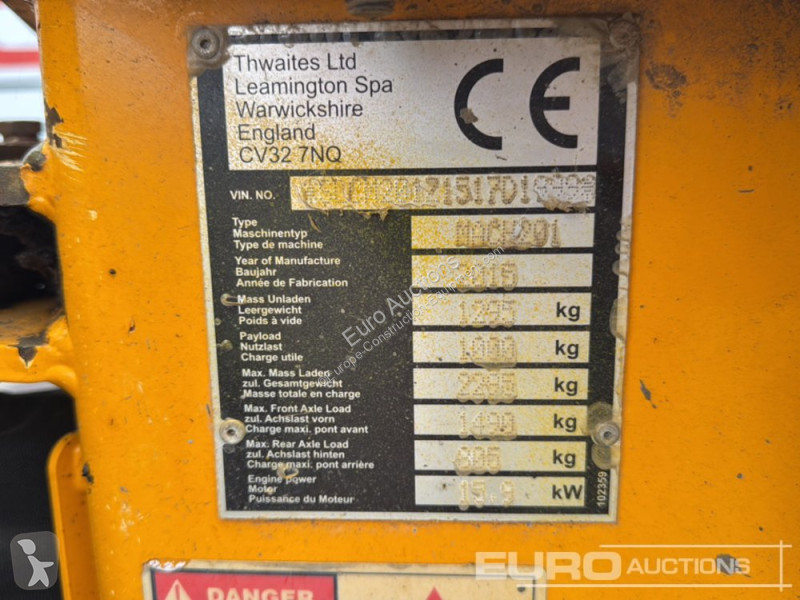 Thwaites Ltd
Leamington Spa
Warwickshire
England
CV32 7NQ
CE
VIN. NO.
Type
Maschinentyp
Type de machine
Year of Manufacture
Baujahr
Année de Fabrication
Mass Unladen
Leergewicht
Poids à vide
kg
Payload
Nutzlast
Charge utile
1000 kg
Max. Mass Laden
zul. Gesamtgewicht
Masse totale en charge
kg
Max. Front Axle Load
zul. Achslast vorn
Charge maxi. pont avant
1490 kg
Max. Rear Axle Load
zul. Achslast hinten
Charge maxi. pont arrière
kg
Engine power
Motor
Puissance du Moteur
kW
102359
Euro Auctions
DANGER
EURO AUCTIONS